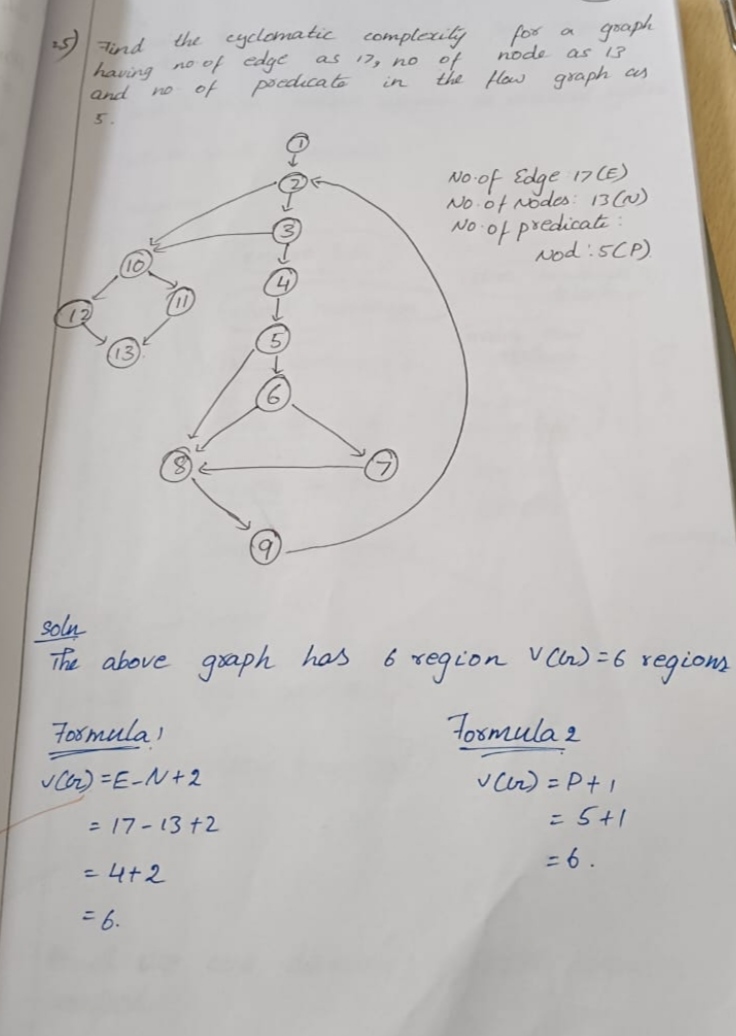 25) Find the cyclomatic complexity for a graph
having no of edge as 17, no of node as 13
and no of predicate in the flow graph as
5.
1
2
3
10
4
12
11
13
5
6
8
7
9
No. of Edge 17(E)
No. of Nodes: 13(N)
No. of predicate:
Nod: 5(P).
Soln
The above graph has 6 region V(G)=6 regions
Formula 1
V(G) = E-N+2
= 17-13+2
= 4+2
= 6.
Formula 2
V(G) = P+1
= 5+1
= 6.